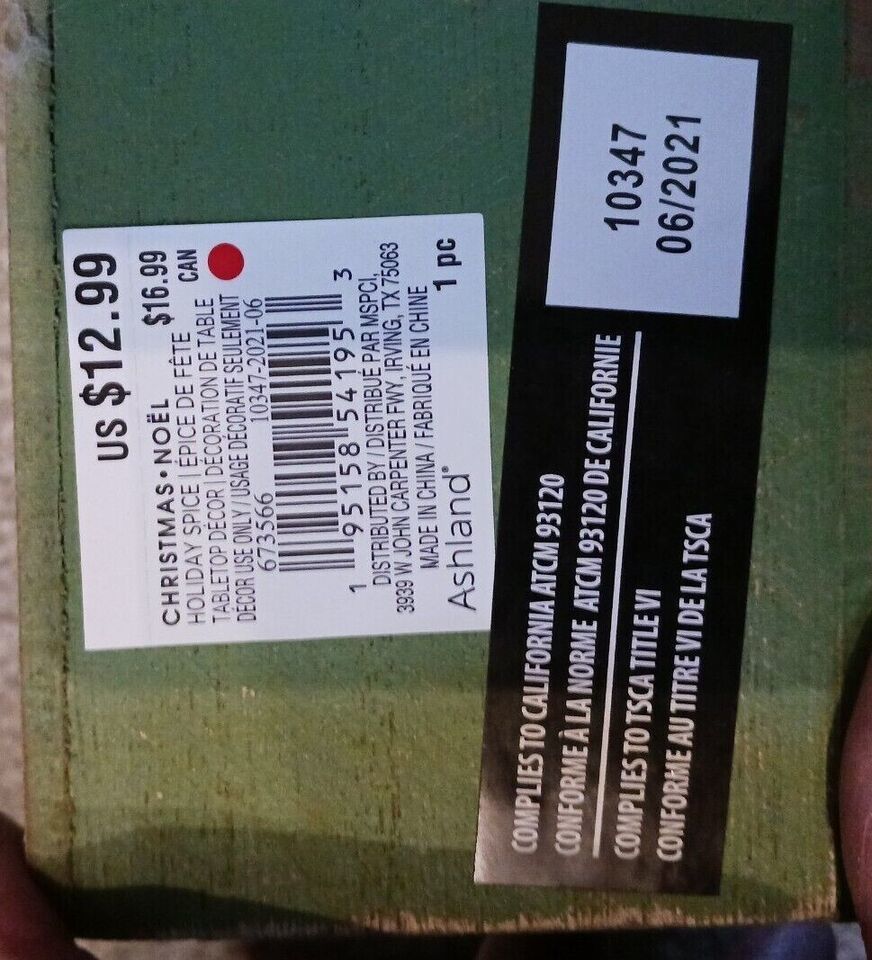 US $12.99
CHRISTMAS•NOËL $16.99
HOLIDAY SPICE | ÉPICE DE FÊTE CAN
TABLETOP DECOR | DÉCORATION DE TABLE
DECOR USE ONLY / USAGE DECORATIF SEULEMENT
673566 10347-2021-06
1 95158 54195 3
DISTRIBUTED BY / DISTRIBUÉ PAR MSPCI,
3939 W JOHN CARPENTER FWY, IRVING, TX 75063
MADE IN CHINA / FABRIQUÉ EN CHINE
Ashland® 1 pc
COMPLIES TO CALIFORNIA ATCM 93120
CONFORME À LA NORME ATCM 93120 DE CALIFORNIE
COMPLIES TO TSCA TITLE VI
CONFORME AU TITRE VI DE LA TSCA
10347
06/2021